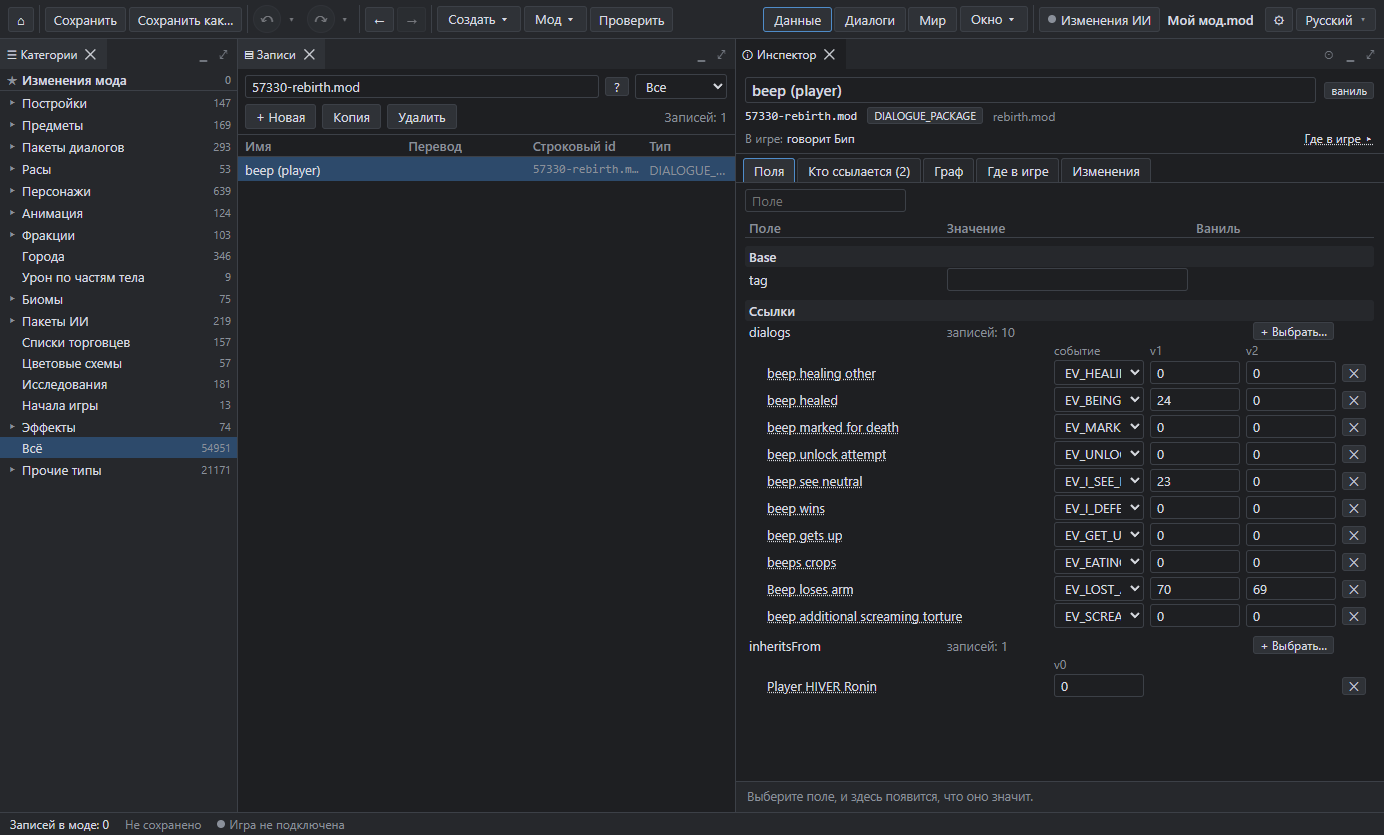 Сохранить Сохранить как... Создать Мод Проверить Данные Диалоги Мир Окно Изменения ИИ Мой мод.mod Русский
Категории
Изменения мода 0
Постройки 147
Предметы 169
Пакеты диалогов 293
Расы 53
Персонажи 639
Анимация 124
Фракции 103
Города 346
Урон по частям тела 9
Биомы 75
Пакеты ИИ 219
Списки торговцев 157
Цветовые схемы 57
Исследования 181
Начала игры 13
Эффекты 74
Всё 54951
Прочие типы 21171
Записи
57330-rebirth.mod ? Все
+ Новая Копия Удалить Записей: 1
Имя Перевод Строковый id Тип
beep (player) 57330-rebirth.m... DIALOGUE_...
Инспектор
beep (player) ваниль
57330-rebirth.mod DIALOGUE_PACKAGE rebirth.mod
В игре: говорит Бип Где в игре
Поля Кто ссылается (2) Граф Где в игре Изменения
Поле
Поле Значение Ваниль
Base
tag
Ссылки
dialogs записей: 10 + Выбрать...
событие v1 v2
beep healing other EV_HEALI 0 0
beep healed EV_BEING 24 0
beep marked for death EV_MARK 0 0
beep unlock attempt EV_UNLO 0 0
beep see neutral EV_I_SEE_ 23 0
beep wins EV_I_DEFE 0 0
beep gets up EV_GET_U 0 0
beeps crops EV_EATIN 0 0
Beep loses arm EV_LOST_ 70 69
beep additional screaming torture EV_SCREA 0 0
inheritsFrom записей: 1 + Выбрать...
v0
Player HIVER Ronin 0
Выберите поле, и здесь появится, что оно значит.
Записей в моде: 0 Не сохранено Игра не подключена